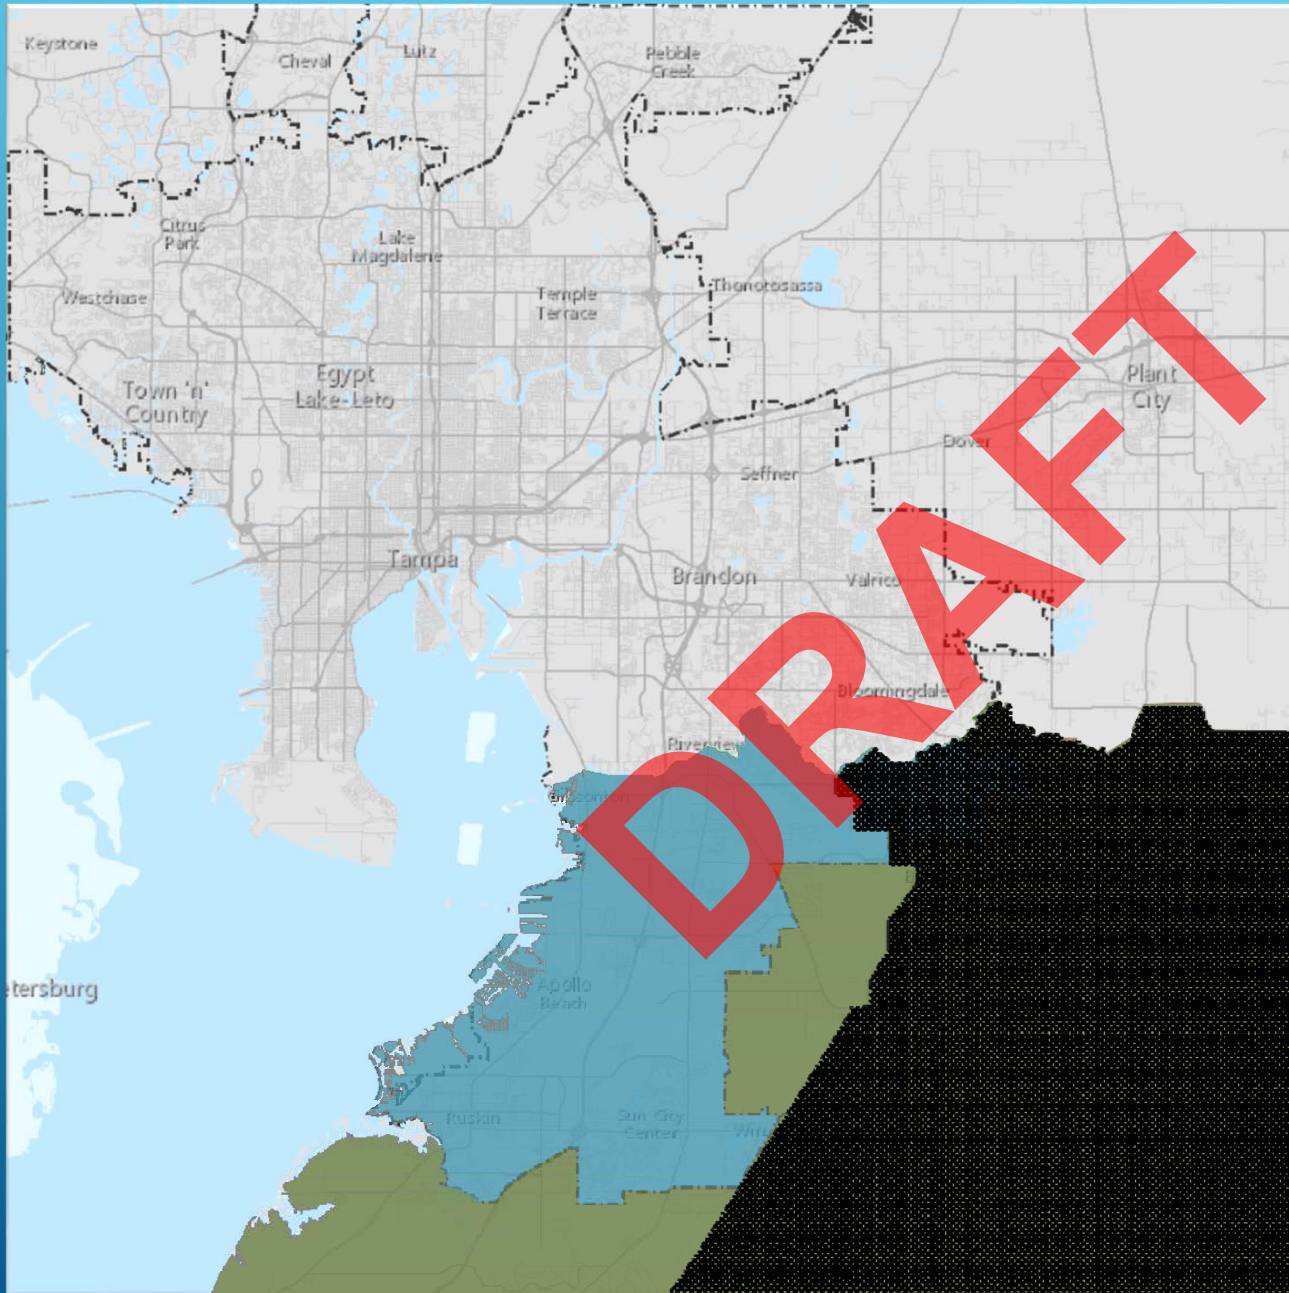 Keystone
Cheval
Lutz
Pebble
Creek
Citrus
Park
Lake
Magdalene
Westchase
Temple
Terrace
Thonotosassa
Town 'n'
Country
Egypt
Lake-Leto
Plant
City
Dover
Seffner
Tampa
Brandon
Valrico
Bloomingdale
Riverview
DRAFT
etersburg
Apollo
Beach
Ruskin
Sun City
Center